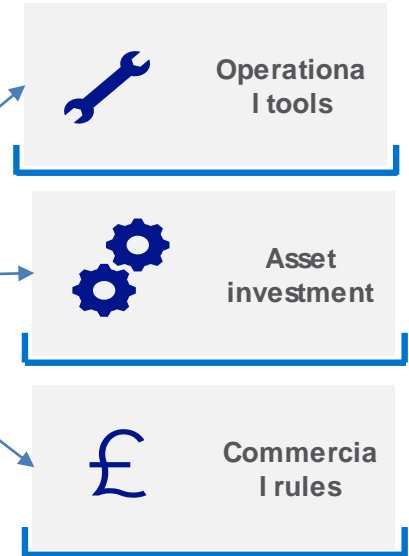 Operationa
l tools
Asset
investment
£
Commercia
l rules